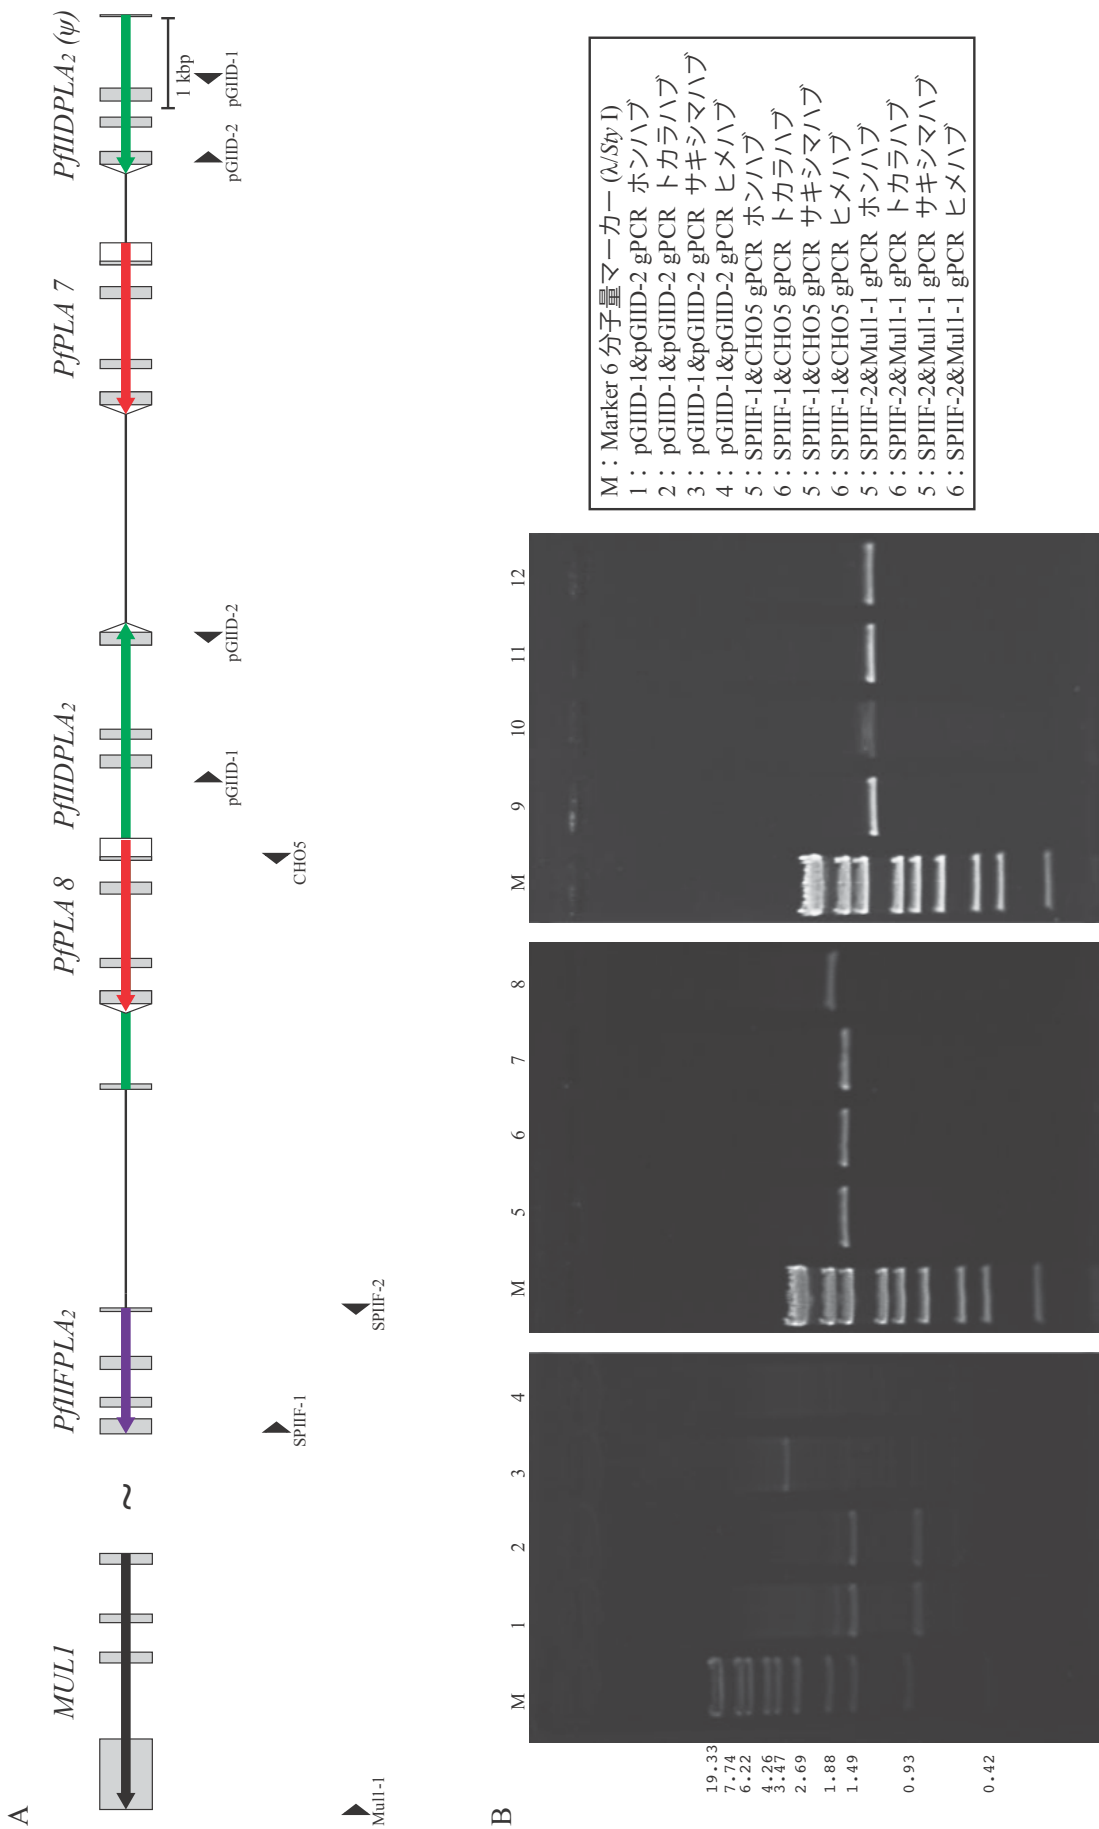 A
MUL1
PfIIFPLA2
PfPLA 8
PfIIDPLA2
PfPLA 7
PfIIDPLA2 (ψ)
~
1 kbp
pGIID-1
pGIID-2
pGIID-2
pGIID-1
SPIIF-1
CHO5
Mul1-1
SPIIF-2
B
M 1 2 3 4
M 5 6 7 8
M 9 10 11 12
19.33
7.74
6.22
4.26
3.47
2.69
1.88
1.49
0.93
0.42
M：Marker 6 分子量マーカー (λ/Sty I)
1：pGIID-1&pGIID-2 gPCR ホンハブ
2：pGIID-1&pGIID-2 gPCR トカラハブ
3：pGIID-1&pGIID-2 gPCR サキシマハブ
4：pGIID-1&pGIID-2 gPCR ヒメハブ
5：SPIIF-1&CHO5 gPCR ホンハブ
6：SPIIF-1&CHO5 gPCR トカラハブ
5：SPIIF-1&CHO5 gPCR サキシマハブ
6：SPIIF-1&CHO5 gPCR ヒメハブ
5：SPIIF-2&Mul1-1 gPCR ホンハブ
6：SPIIF-2&Mul1-1 gPCR トカラハブ
5：SPIIF-2&Mul1-1 gPCR サキシマハブ
6：SPIIF-2&Mul1-1 gPCR ヒメハブ